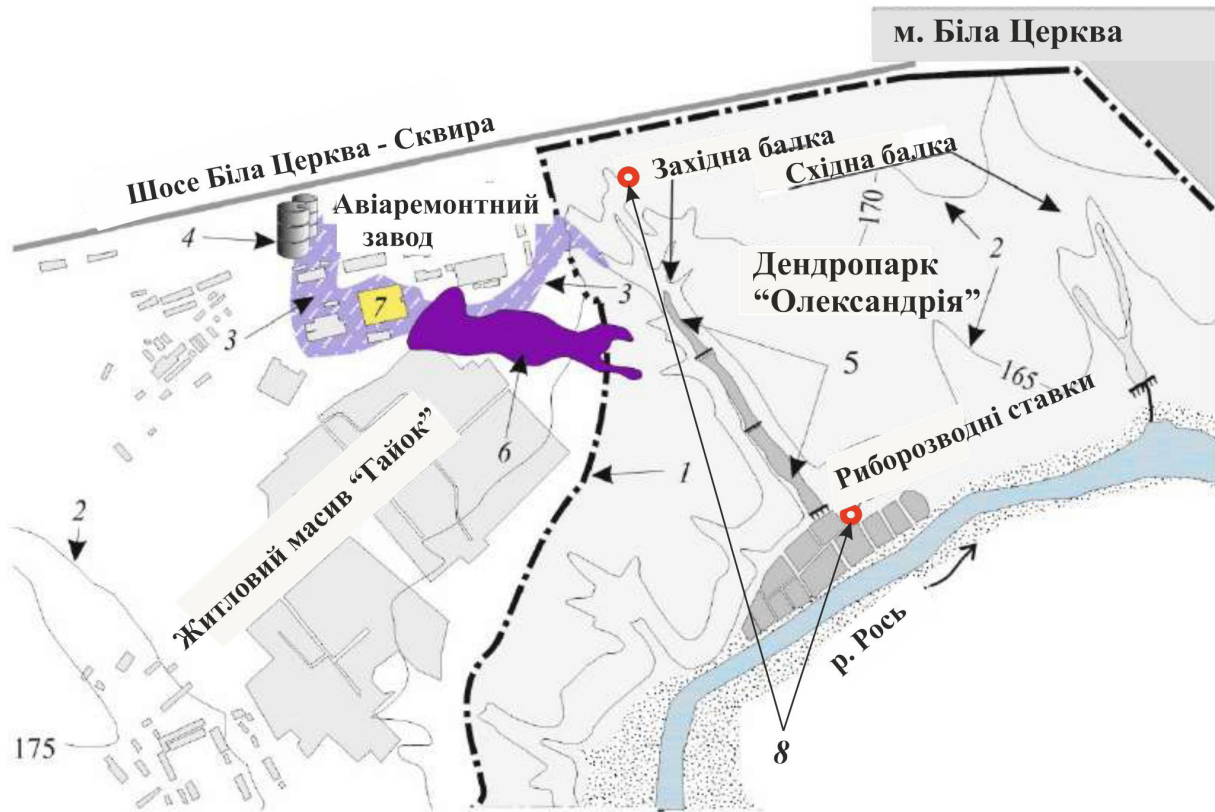 м. Біла Церква
Шосе Біла Церква - Сквира
Західна балка
Східна балка
Авіаремонтний
завод
4
170
2
Дендропарк
“Олександрія”
3
3
7
5
165
Риборозводні ставки
6
1
2
Житловий масив “Гайок”
р. Рось
175
8